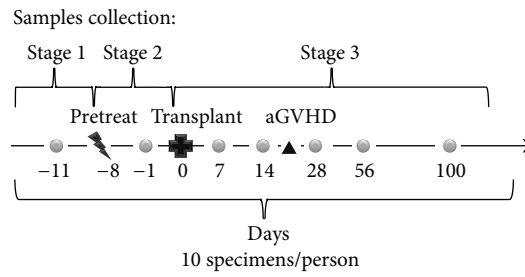 Samples collection:
Stage 1 Stage 2 Stage 3
Pretreat Transplant aGVHD
−11 −8 −1 0 7 14 28 56 100
Days
10 specimens/person